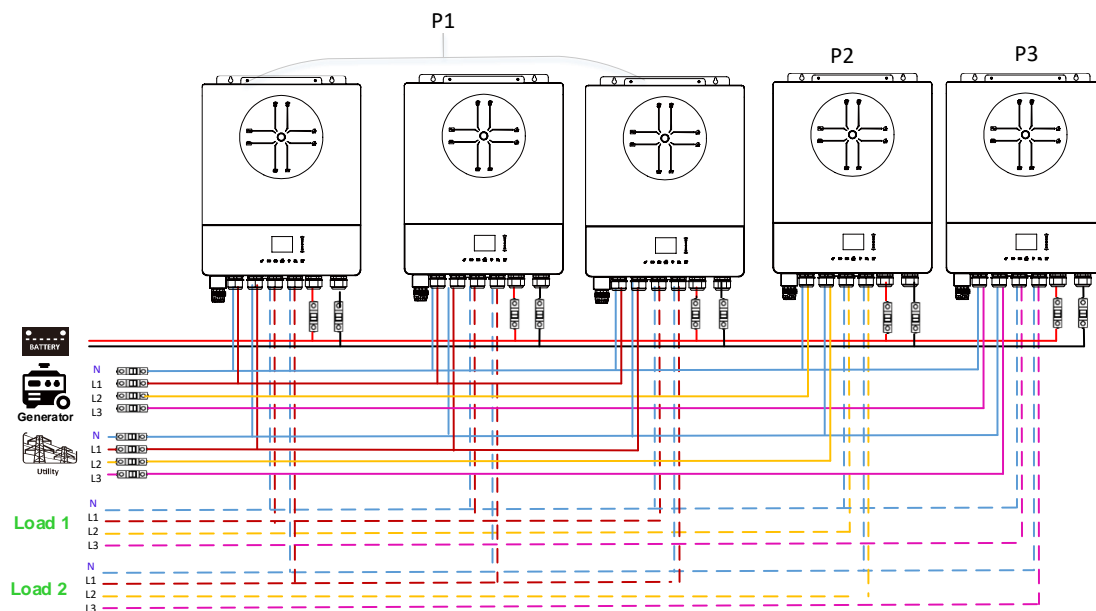 P1
P2
P3
BATTERY
N
L1
L2
L3
Generator
N
L1
L2
L3
Utility
N
L1
L2
L3
Load 1
N
L1
L2
L3
Load 2